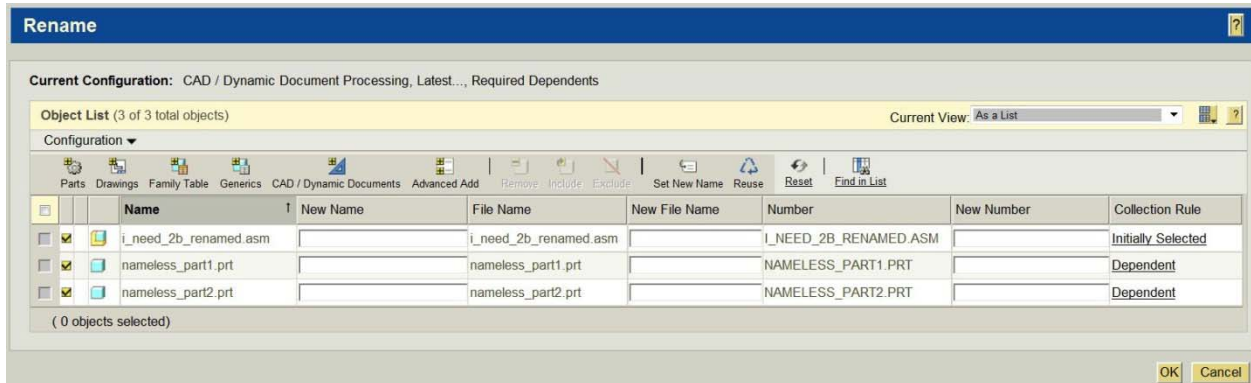 Rename ?
Current Configuration: CAD / Dynamic Document Processing, Latest..., Required Dependents
Object List (3 of 3 total objects) Current View: As a List ?
Configuration
Parts Drawings Family Table Generics CAD / Dynamic Documents Advanced Add Remove Include Exclude Set New Name Reuse Reset Find in List
Name New Name File Name New File Name Number New Number Collection Rule
i_need_2b_renamed.asm i_need_2b_renamed.asm I_NEED_2B_RENAMED.ASM Initially Selected
nameless_part1.prt nameless_part1.prt NAMELESS_PART1.PRT Dependent
nameless_part2.prt nameless_part2.prt NAMELESS_PART2.PRT Dependent
( 0 objects selected)
OK Cancel